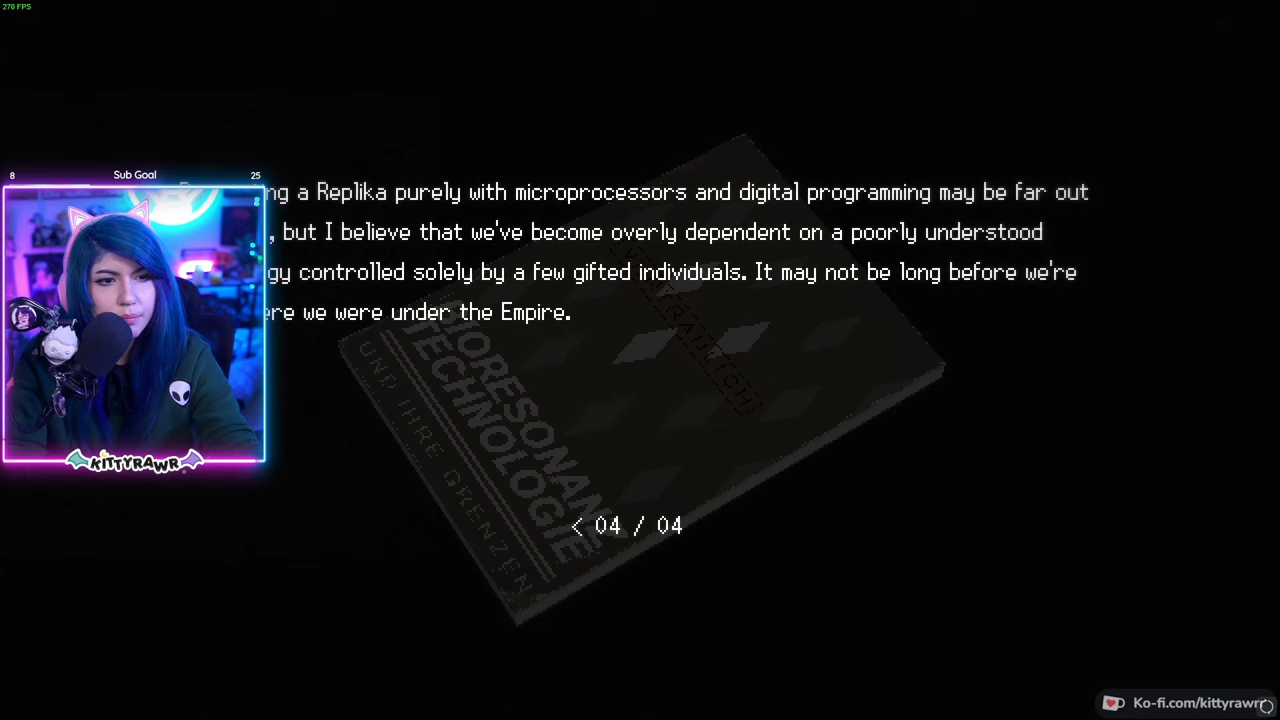 270 FPS
8 Sub Goal 25
ng a Replika purely with microprocessors and digital programming may be far out
, but I believe that we've become overly dependent on a poorly understood
gy controlled solely by a few gifted individuals. It may not be long before we're
ere we were under the Empire.
BIORESONANZ
TECHNOLOGIE
UND IHRE GRENZEN
KITTYRAWR
< 04 / 04
Ko-fi.com/kittyrawr